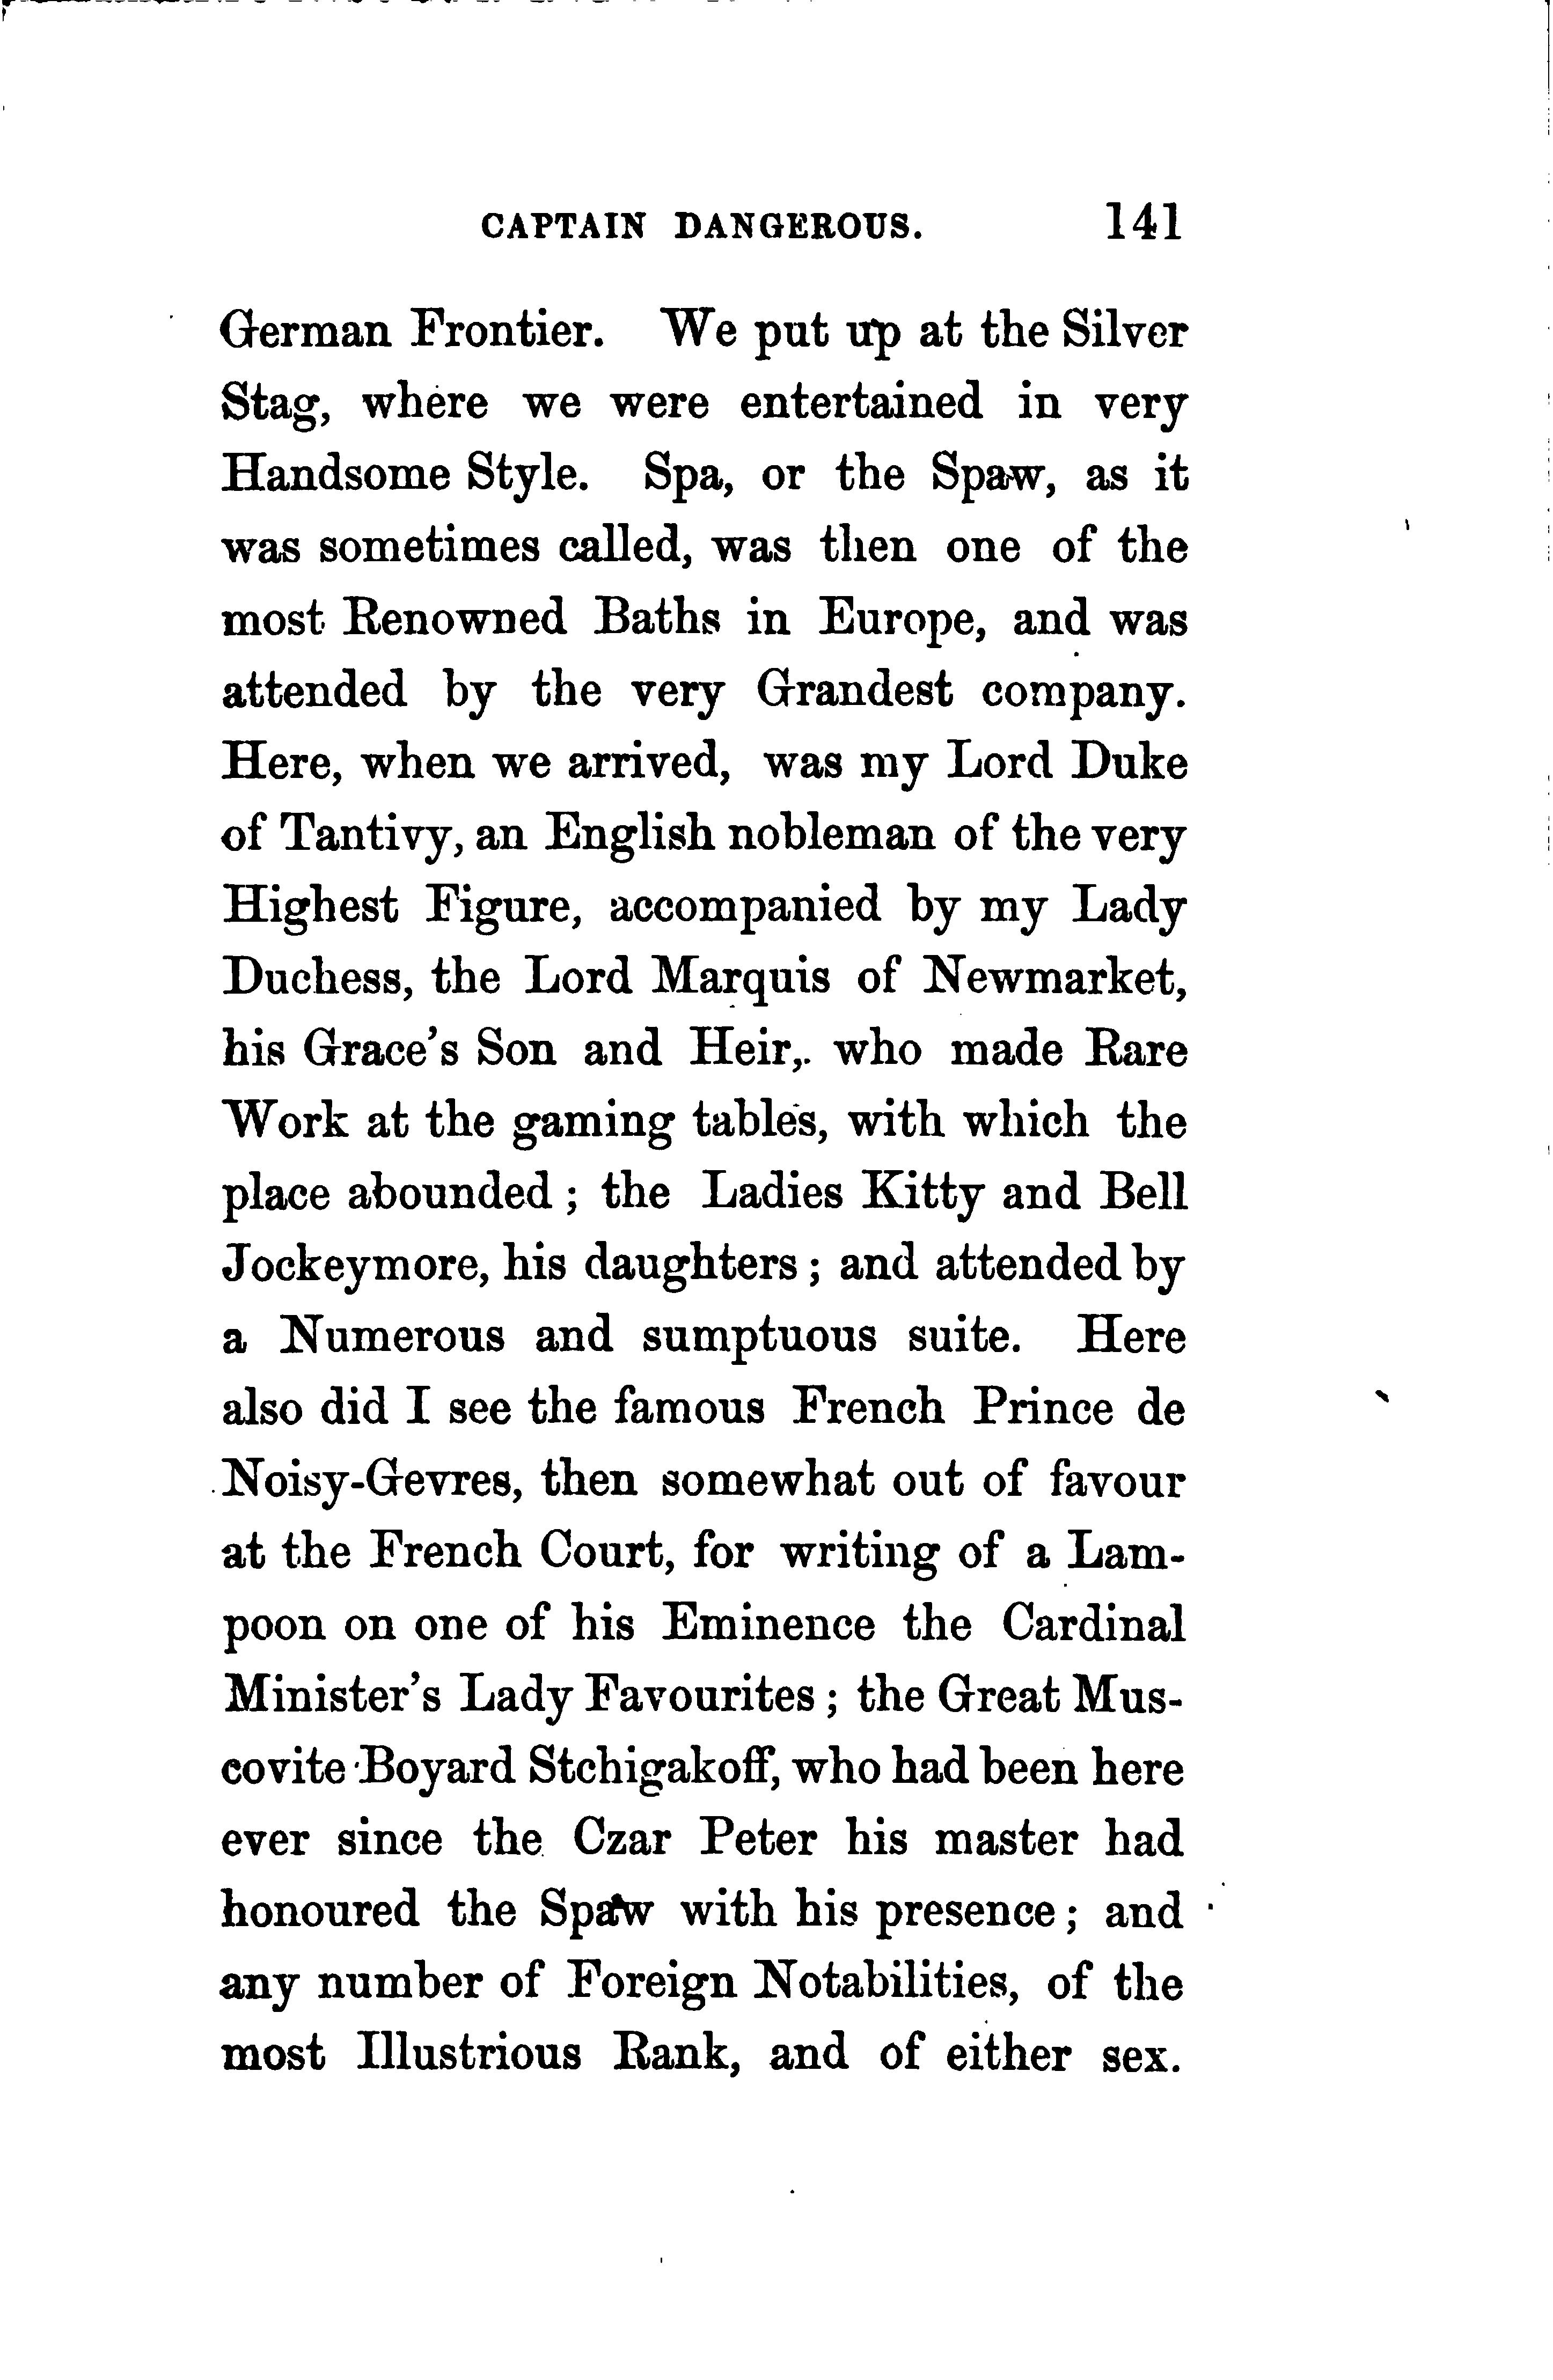 CAPTAIN DANGEROUS. 141
German Frontier. We put up at the Silver
Stag, where we were entertained in very
Handsome Style. Spa, or the Spaw, as it
was sometimes called, was then one of the
most Renowned Baths in Europe, and was
attended by the very Grandest company.
Here, when we arrived, was my Lord Duke
of Tantivy, an English nobleman of the very
Highest Figure, accompanied by my Lady
Duchess, the Lord Marquis of Newmarket,
his Grace's Son and Heir, who made Rare
Work at the gaming tables, with which the
place abounded; the Ladies Kitty and Bell
Jockeymore, his daughters; and attended by
a Numerous and sumptuous suite. Here
also did I see the famous French Prince de
Noisy-Gevres, then somewhat out of favour
at the French Court, for writing of a Lam-
poon on one of his Eminence the Cardinal
Minister's Lady Favourites; the Great Mus-
covite Boyard Stchigakoff, who had been here
ever since the Czar Peter his master had
honoured the Spaw with his presence; and
any number of Foreign Notabilities, of the
most Illustrious Rank, and of either sex.